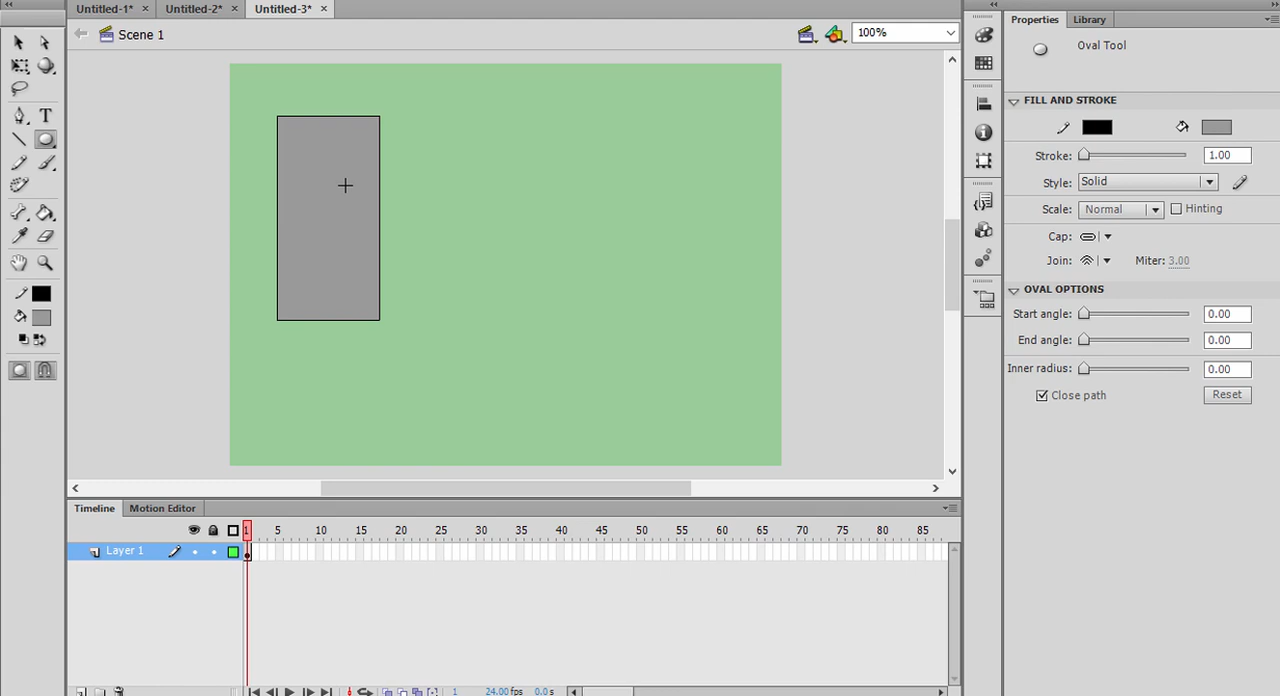 Untitled-1* × Untitled-2* × Untitled-3* ×
Scene 1
100%
Properties Library
Oval Tool
FILL AND STROKE
Stroke: 1.00
Style: Solid
Scale: Normal Hinting
Cap:
Join: Miter: 3.00
OVAL OPTIONS
Start angle: 0.00
End angle: 0.00
Inner radius: 0.00
Close path Reset
T
Timeline Motion Editor
1 5 10 15 20 25 30 35 40 45 50 55 60 65 70 75 80 85
Layer 1
1 24.00 fps 0.0 s